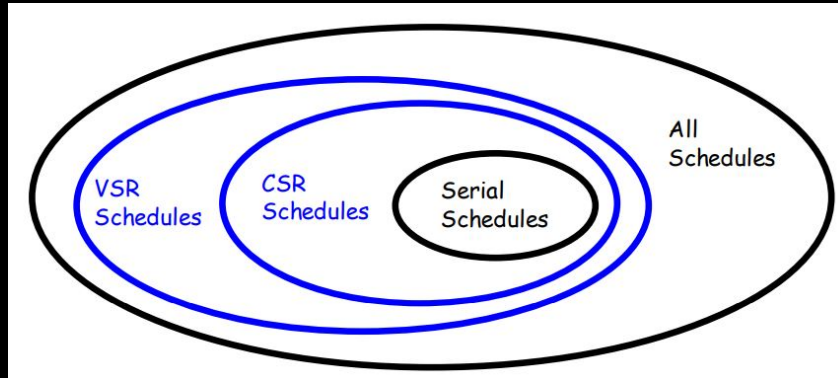 All
Schedules
VSR
Schedules
CSR
Schedules
Serial
Schedules